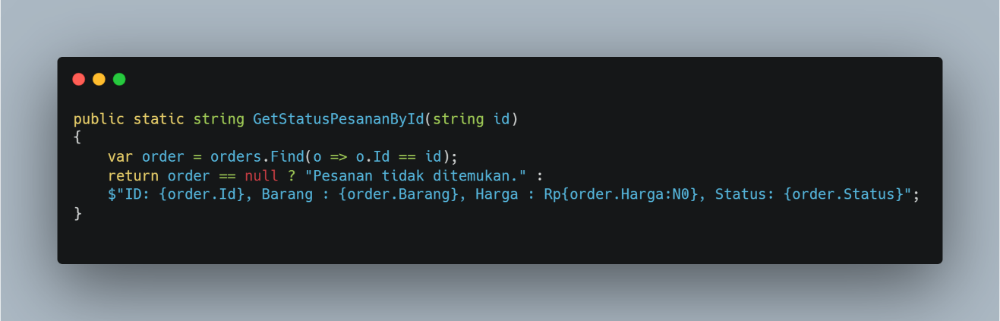 public static string GetStatusPesananById(string id)
{
    var order = orders.Find(o => o.Id == id);
    return order == null ? "Pesanan tidak ditemukan." :
    $"ID: {order.Id}, Barang : {order.Barang}, Harga : Rp{order.Harga:N0}, Status: {order.Status}";
}